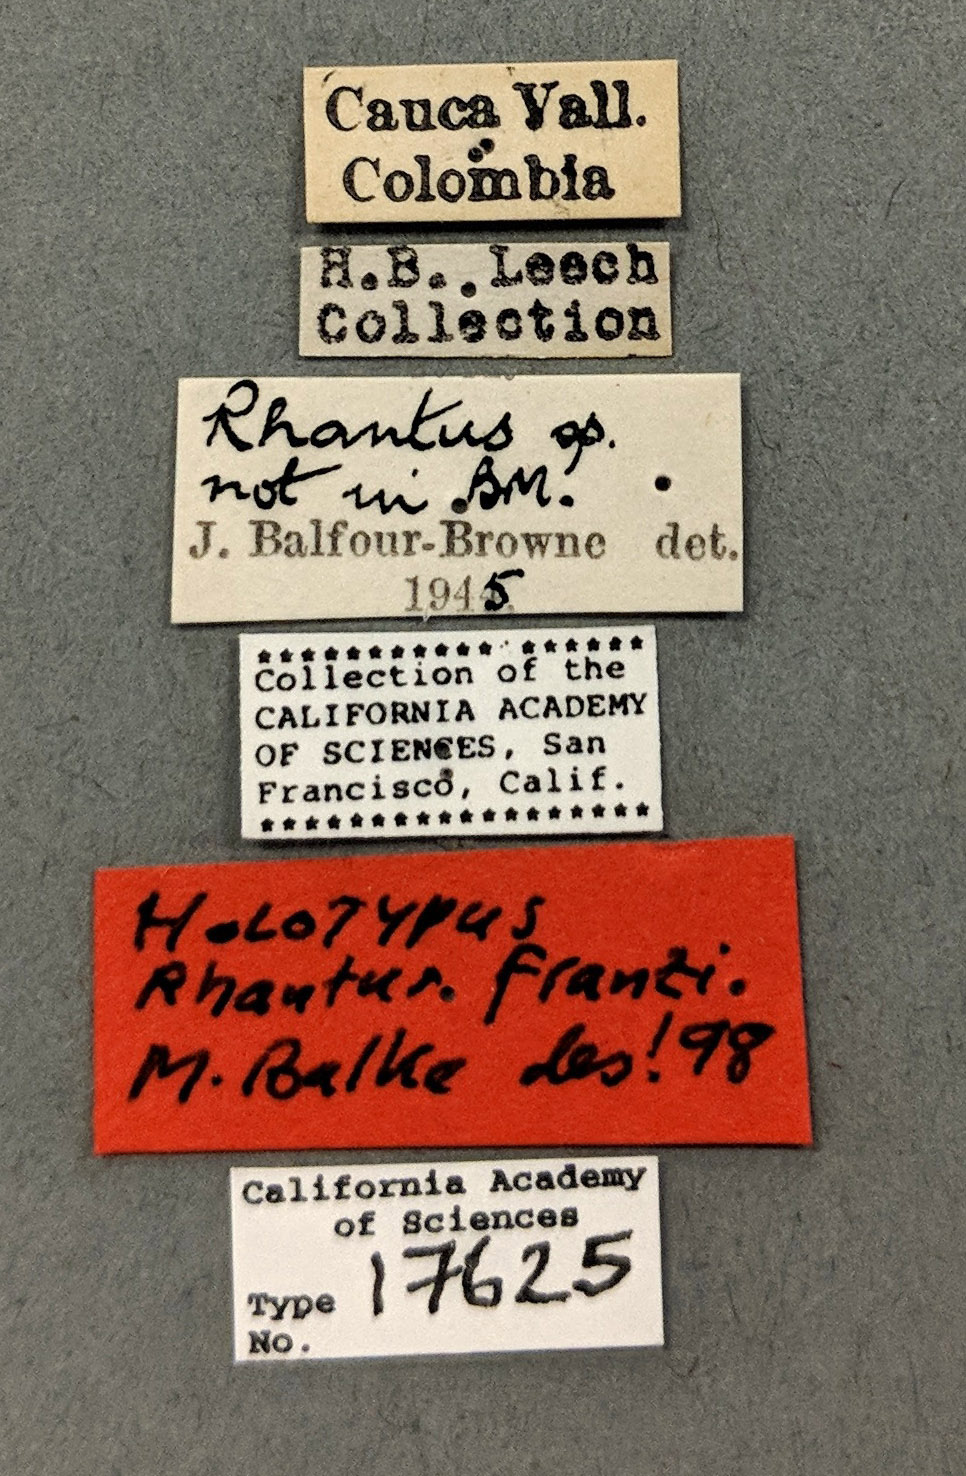 Cauca Vall.
Colombia
H.B. Leech
Collection
Rhantus sp.
not in BM.
J. Balfour-Browne det.
1945
******************
Collection of the
CALIFORNIA ACADEMY
OF SCIENCES, San
Francisco, Calif.
******************
HOLOTYPUS
Rhantus. franzi.
M. Balke des! 98
California Academy
of Sciences
Type 17625
No.